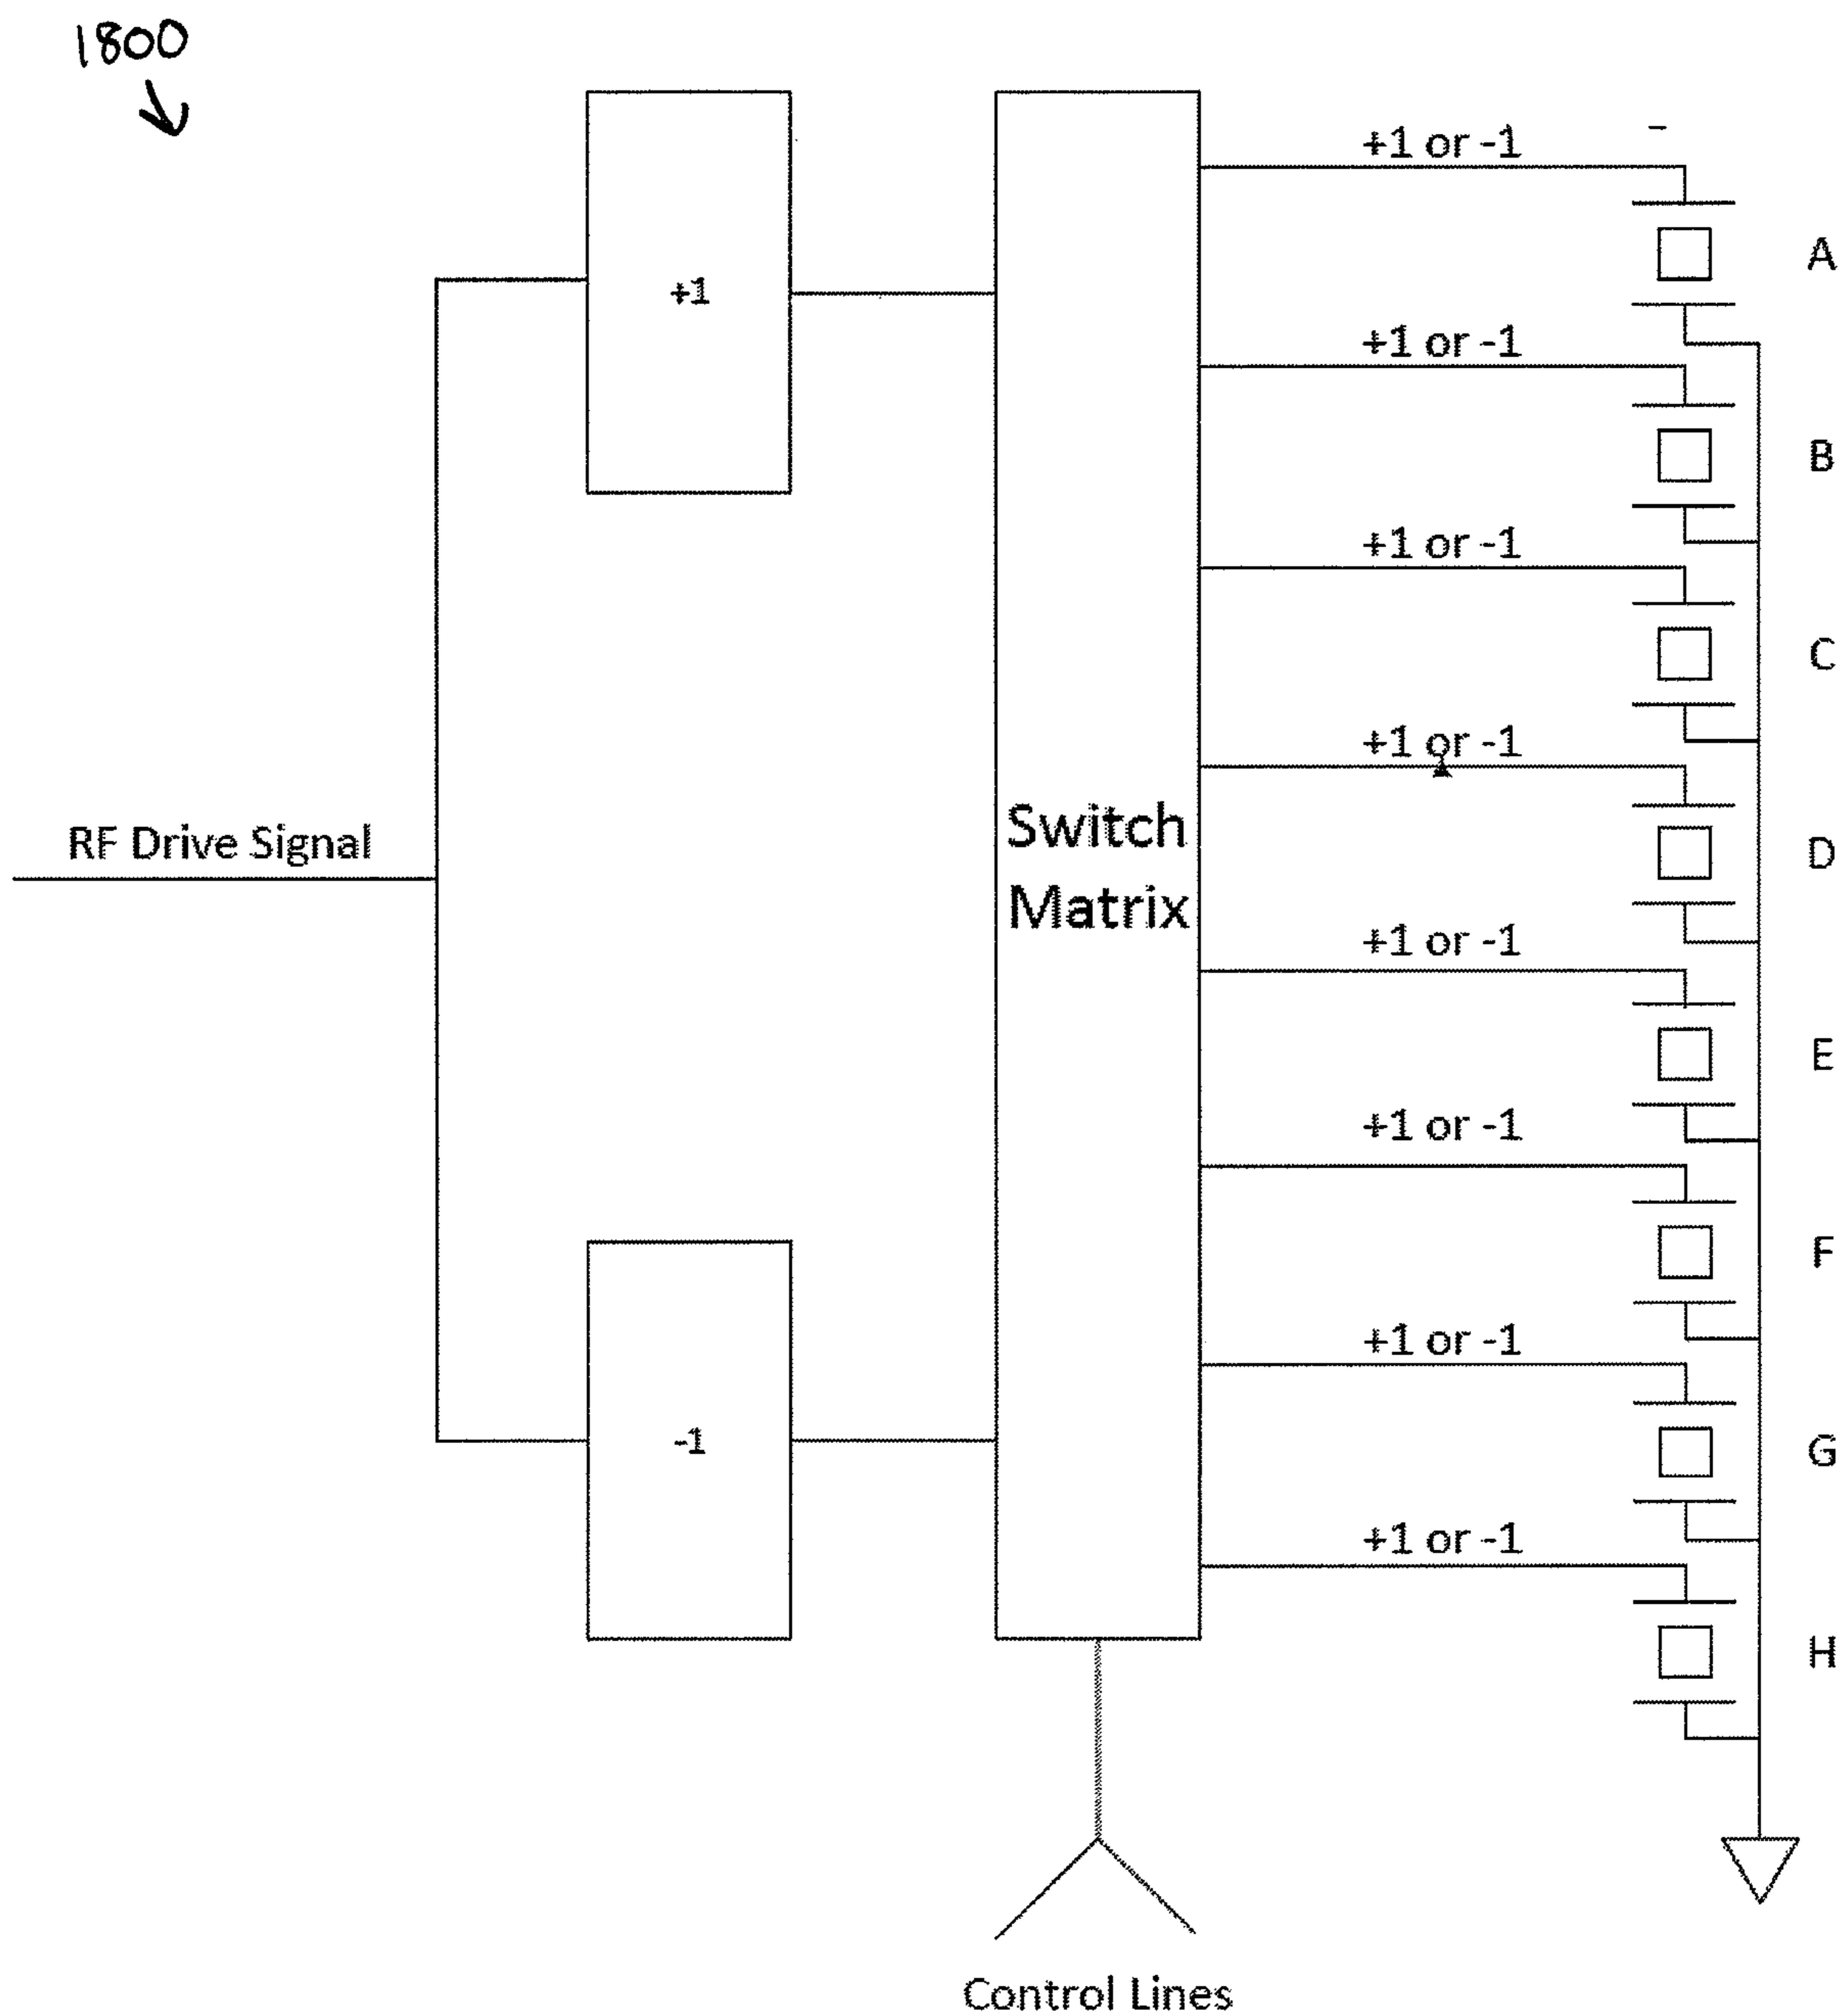 1800
+1 or -1
A
+1
+1 or -1
B
+1 or -1
C
+1 or -1
Switch
Matrix
RF Drive Signal
D
+1 or -1
E
+1 or -1
F
+1 or -1
-1
G
+1 or -1
H
Control Lines